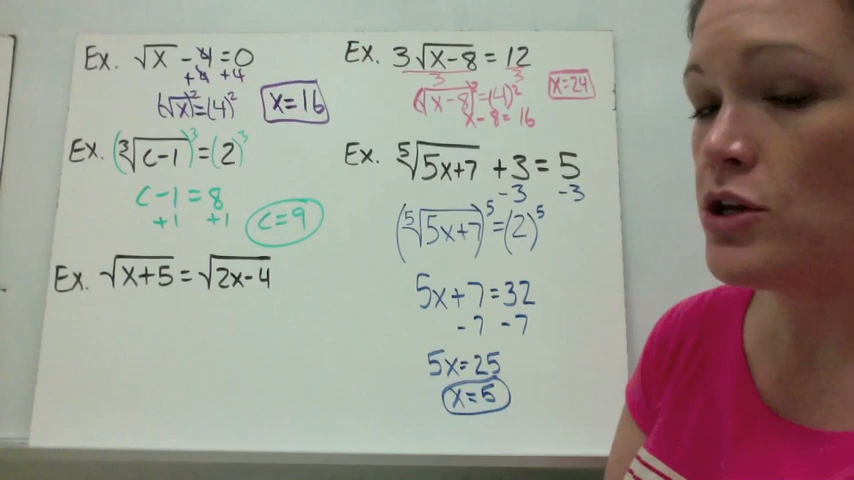 Ex. √x - 4 = 0
+4 +4
(√x)² = (4)²
x = 16
Ex. (³√c-1)³ = (2)³
c - 1 = 8
+1 +1
c = 9
Ex. √x+5 = √2x-4
Ex. 3√x-8 = 12
3 3
(√x-8)² = (4)²
x - 8 = 16
x = 24
Ex. ⁵√5x+7 + 3 = 5
-3 -3
(⁵√5x+7)⁵ = (2)⁵
5x+7 = 32
-7 -7
5x = 25
x = 5